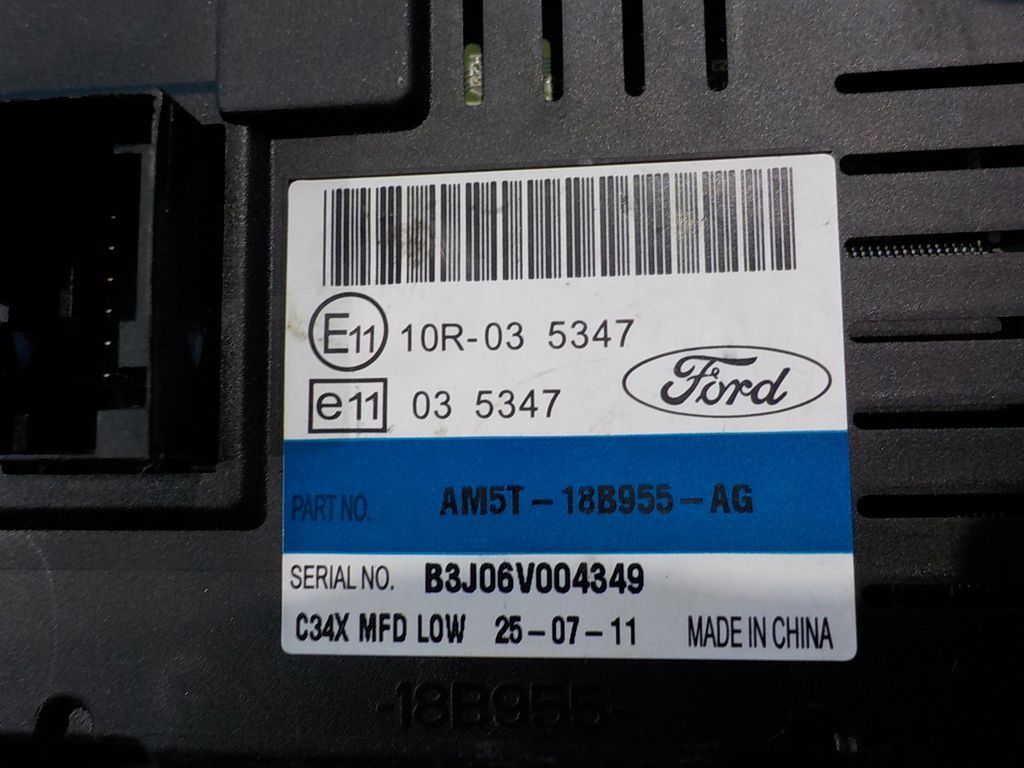 E11 10R-03 5347
e11 03 5347
Ford
PART NO. AM5T-18B955-AG
SERIAL NO. B3J06V004349
C34X MFD LOW 25-07-11 MADE IN CHINA
-18B955-